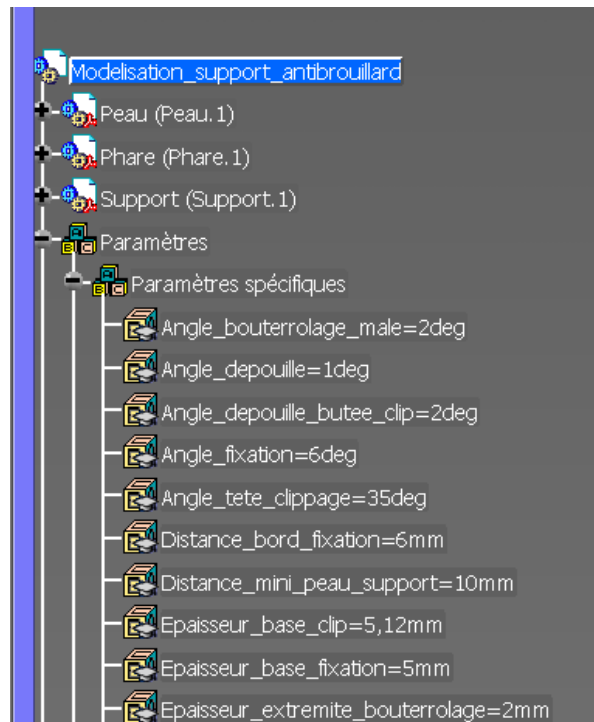 Modelisation_support_antibrouillard
Peau (Peau.1)
Phare (Phare.1)
Support (Support.1)
Paramètres
Paramètres spécifiques
Angle_bouterrolage_male=2deg
Angle_depouille=1deg
Angle_depouille_butee_clip=2deg
Angle_fixation=6deg
Angle_tete_clippage=35deg
Distance_bord_fixation=6mm
Distance_mini_peau_support=10mm
Epaisseur_base_clip=5,12mm
Epaisseur_base_fixation=5mm
Epaisseur_extremite_bouterrolage=2mm